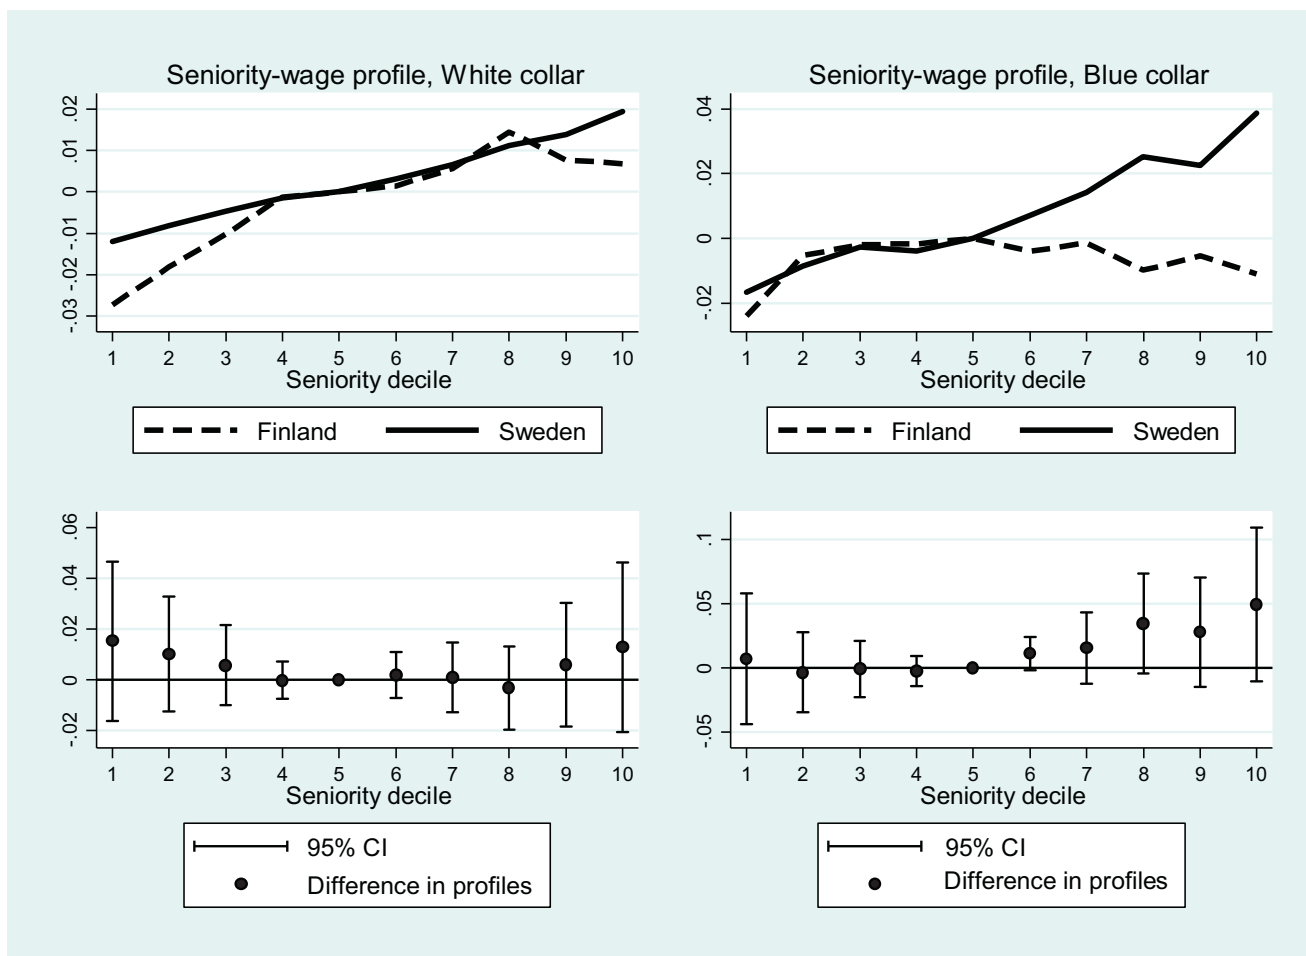 Seniority-wage profile, White collar
.02
.01
0
-.01
-.02
-.03
1 2 3 4 5 6 7 8 9 10
Seniority decile
Finland Sweden
Seniority-wage profile, Blue collar
.04
.02
0
-.02
1 2 3 4 5 6 7 8 9 10
Seniority decile
Finland Sweden
.06
.04
.02
0
-.02
1 2 3 4 5 6 7 8 9 10
Seniority decile
95% CI
Difference in profiles
.1
.05
0
-.05
1 2 3 4 5 6 7 8 9 10
Seniority decile
95% CI
Difference in profiles